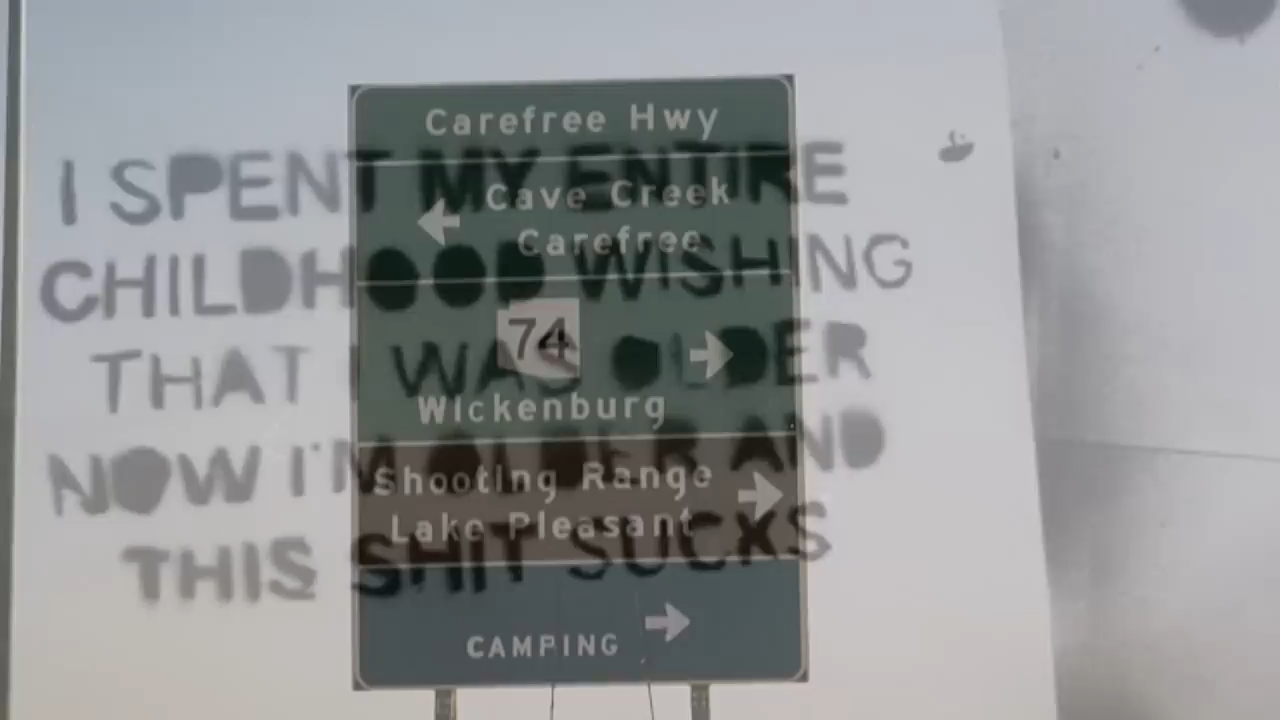 Carefree Hwy
Cave Creek
Carefree
74
Wickenburg
Shooting Range
Lake Pleasant
CAMPING
I SPENT MY ENTIRE
CHILDHOOD WISHING
THAT I WAS OLDER
NOW I'M OLDER AND
THIS SHIT SUCKS